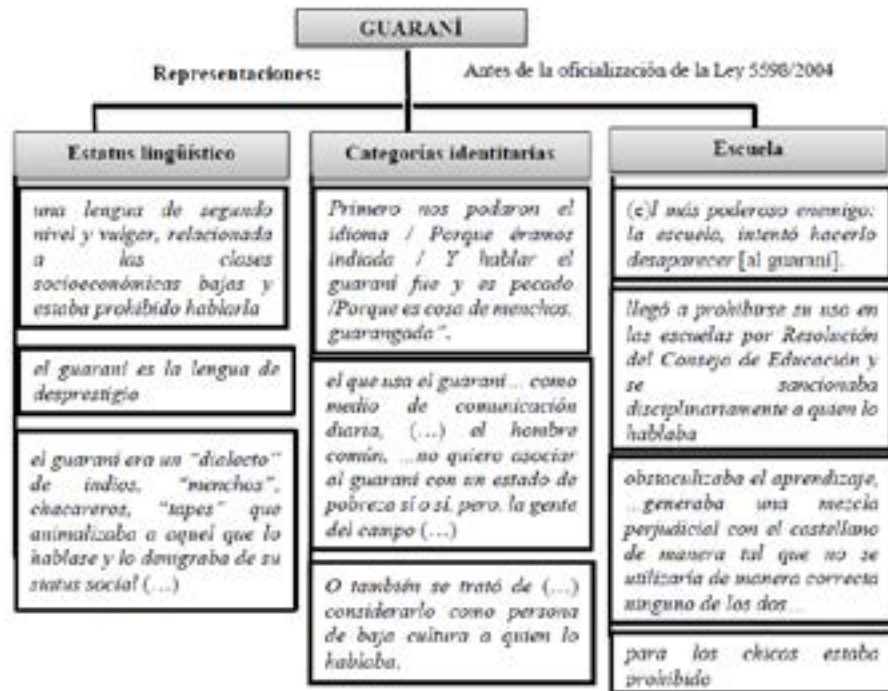 GUARANÍ
Representaciones:
Antes de la oficialización de la Ley 5598/2004
Estatus lingüístico
una lengua de segundo
nivel y vulgar, relacionada
a las clases
socioeconómicas bajas y
estaba prohibido hablarla
el guaraní es la lengua de
desprestigio
el guaraní era un "dialecto"
de indios, "menchos",
chacareros, "tapes" que
animalizaba a aquel que lo
hablase y lo denigraba de su
status social (…)
Categorías identitarias
Primero nos podaron el
idioma / Porque éramos
indiada / Y hablar el
guaraní fue y es pecado
/Porque es cosa de menchos,
guarangada".
el que usa el guaraní... como
medio de comunicación
diaria, (…) el hombre
común, ...no quiero asociar
al guaraní con un estado de
pobreza sí o sí, pero, la gente
del campo (…)
O también se trató de (…)
considerarlo como persona
de baja cultura a quien lo
hablaba.
Escuela
(e)l más poderoso enemigo:
la escuela, intentó hacerlo
desaparecer [al guaraní].
llegó a prohibirse su uso en
las escuelas por Resolución
del Consejo de Educación y
se sancionaba
disciplinariamente a quien lo
hablaba
obstaculizaba el aprendizaje,
...generaba una mezcla
perjudicial con el castellano
de manera tal que no se
utilizaría de manera correcta
ninguno de los dos...
para los chicos estaba
prohibido